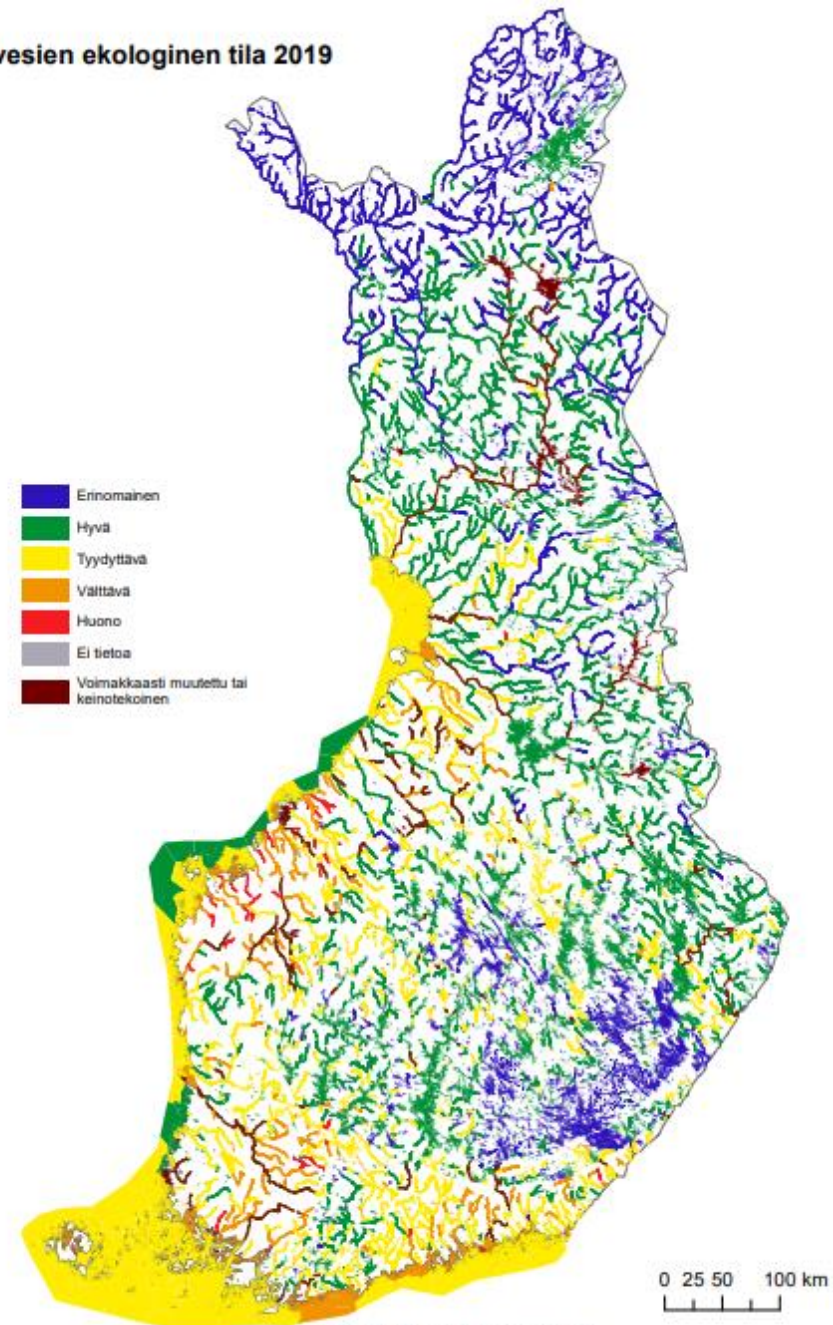 vesien ekologinen tila 2019
Erinomainen
Hyvä
Tyydyttävä
Välttävä
Huono
Ei tietoa
Voimakkaasti muutettu tai
keinotekoinen
0 25 50 100 km